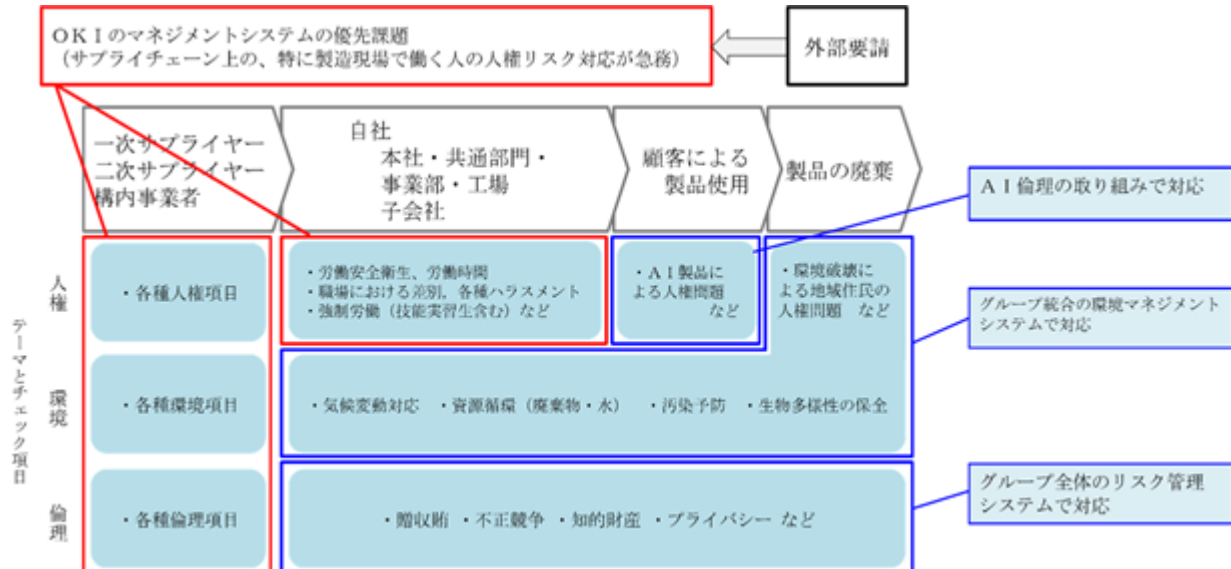 OKIのマネジメントシステムの優先課題
（サプライチェーン上の、特に製造現場で働く人の人権リスク対応が急務）
外部要請
一次サプライヤー
二次サプライヤー
構内事業者
自社
本社・共通部門・
事業部・工場
子会社
顧客による
製品使用
製品の廃棄
AI倫理の取り組みで対応
テーマとチェック項目
人権
・各種人権項目
・労働安全衛生、労働時間
・職場における差別，各種ハラスメント
・強制労働（技能実習生含む）など
・AI製品に
よる人権問題
など
・環境破壊に
よる地域住民の
人権問題 など
グループ統合の環境マネジメント
システムで対応
環境
・各種環境項目
・気候変動対応 ・資源循環（廃棄物・水） ・汚染予防 ・生物多様性の保全
グループ全体のリスク管理
システムで対応
倫理
・各種倫理項目
・贈収賄 ・不正競争 ・知的財産 ・プライバシー など